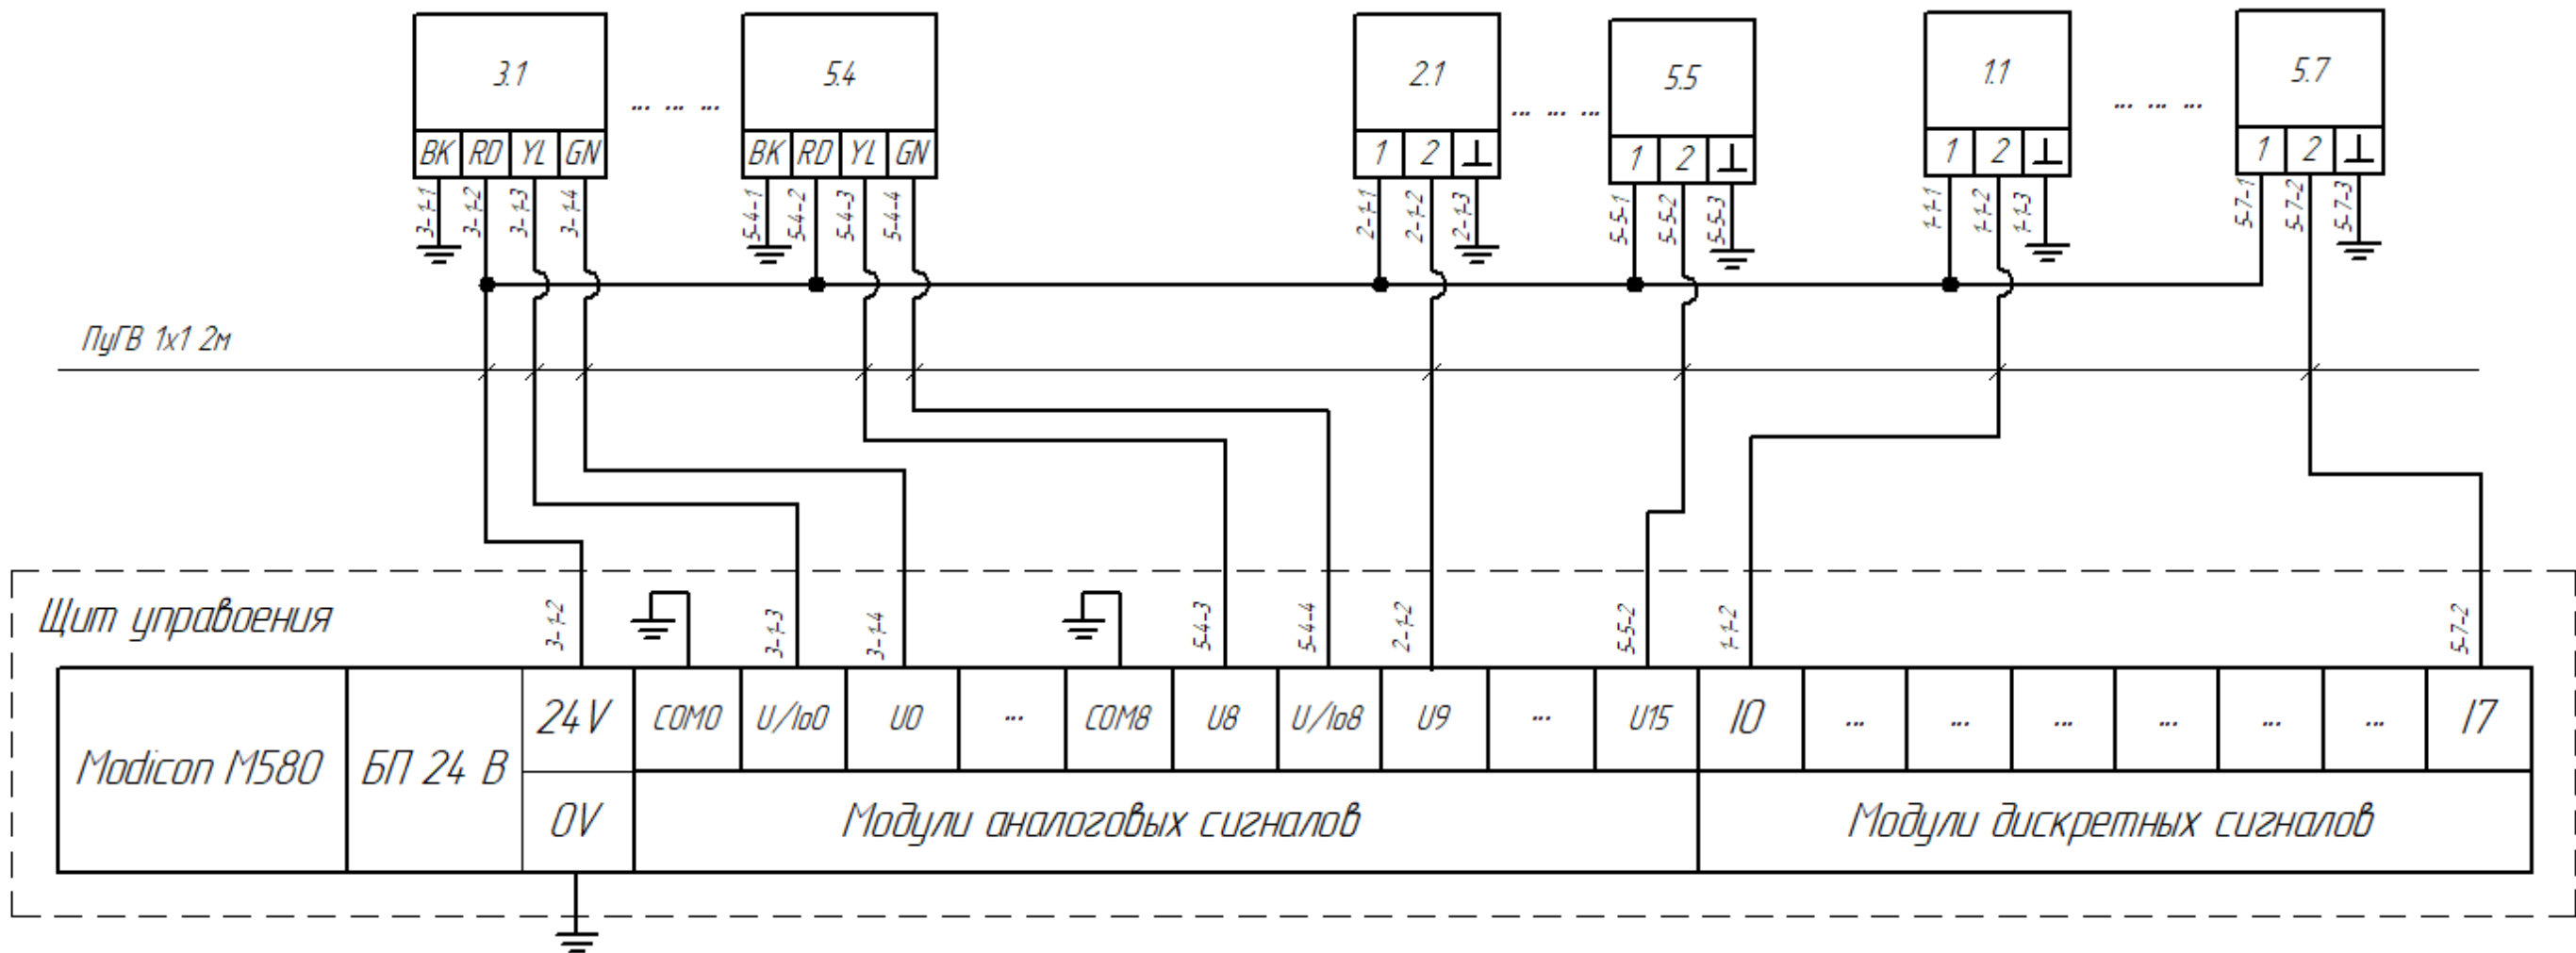 3.1
5.4
2.1
5.5
1.1
5.7
... ... ...
... ... ...
... ... ...
BK RD YL GN
BK RD YL GN
1 2
1 2
1 2
1 2
3-1-1 3-1-2 3-1-3 3-1-4
5-4-1 5-4-2 5-4-3 5-4-4
2-1-1 2-1-2 2-1-3
5-5-1 5-5-2 5-5-3
1-1-1 1-1-2 1-1-3
5-7-1 5-7-2 5-7-3
ПуГВ 1х1 2м
Щит управоения
3-1-2 3-1-3 3-1-4 5-4-3 5-4-4 2-1-2 5-5-2 1-1-2 5-7-2
Modicon M580
БП 24 В
24V
0V
COM0 U/Io0 U0 ... COM8 U8 U/Io8 U9 ... U15 I0 ... ... ... ... ... ... I7
Модули аналоговых сигналов
Модули дискретных сигналов